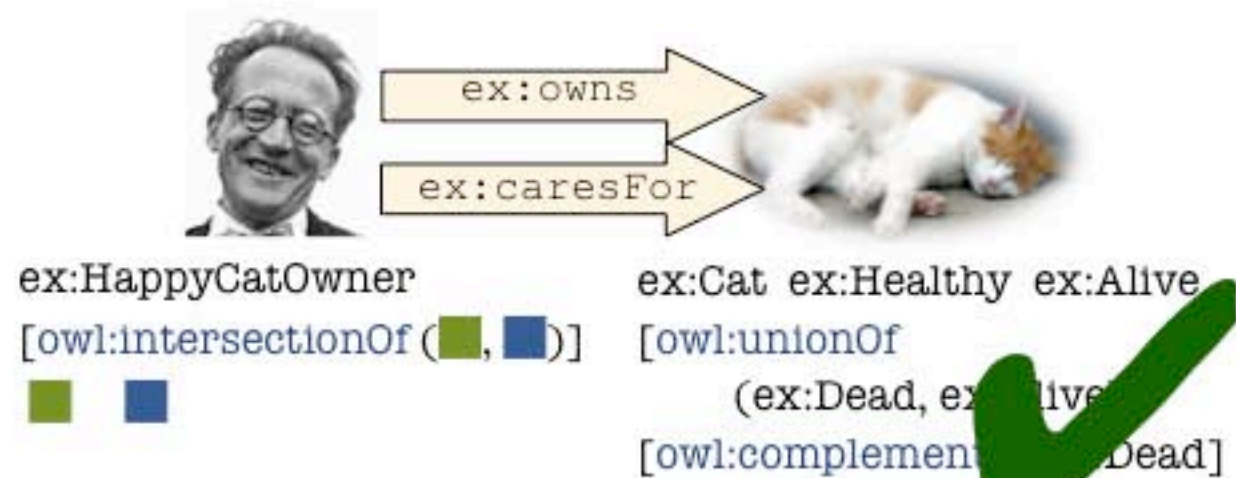 ex:owns
ex:caresFor
ex:HappyCatOwner
[owl:intersectionOf ( , )]
ex:Cat ex:Healthy ex:Alive
[owl:unionOf
(ex:Dead,
[owl:complement Dead]